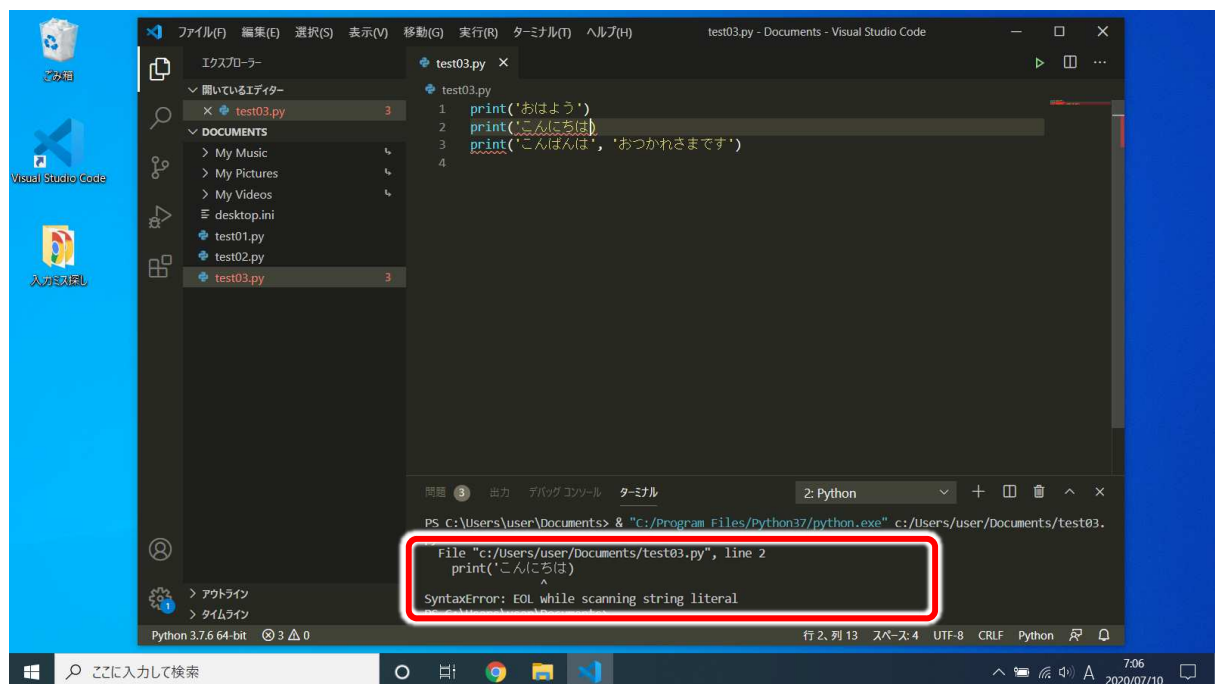 ごみ箱
Visual Studio Code
入力ミス探し
ファイル(F) 編集(E) 選択(S) 表示(V) 移動(G) 実行(R) ターミナル(T) ヘルプ(H) test03.py - Documents - Visual Studio Code
エクスプローラー
開いているエディター
test03.py 3
DOCUMENTS
My Music
My Pictures
My Videos
desktop.ini
test01.py
test02.py
test03.py 3
アウトライン
タイムライン
test03.py
test03.py
1 print('おはよう')
2 print('こんにちは)
3 print('こんばんは', 'おつかれさまです')
4
問題 3 出力 デバッグ コンソール ターミナル 2: Python
PS C:\Users\user\Documents> & "C:/Program Files/Python37/python.exe" c:/Users/user/Documents/test03.
File "c:/Users/user/Documents/test03.py", line 2
print('こんにちは)
^
SyntaxError: EOL while scanning string literal
1
Python 3.7.6 64-bit 3 0 行 2、列 13 スペース: 4 UTF-8 CRLF Python
ここに入力して検索
A 7:06
2020/07/10